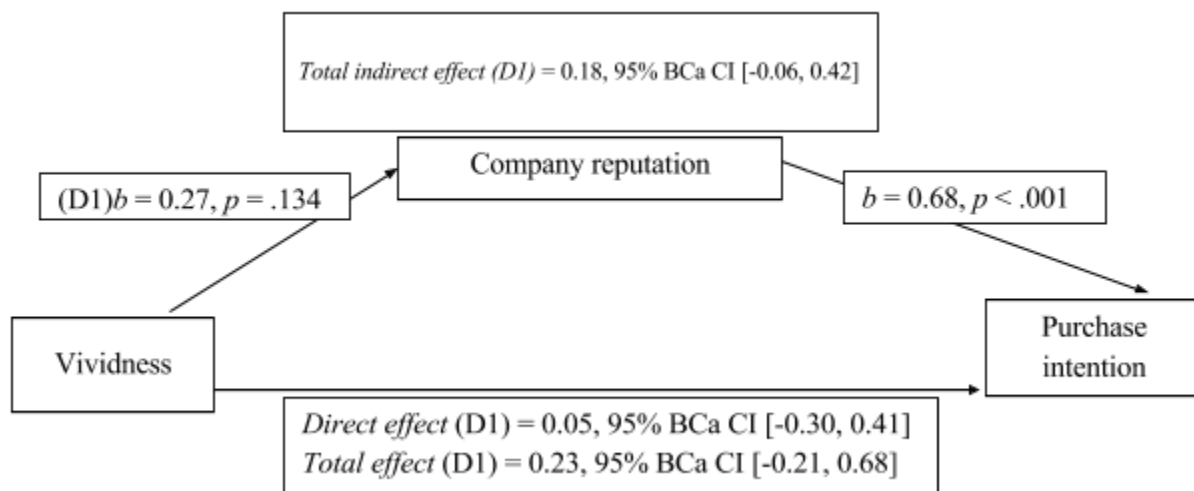 Total indirect effect (D1) = 0.18, 95% BCa CI [-0.06, 0.42]
Company reputation
(D1)b = 0.27, p = .134
b = 0.68, p < .001
Vividness
Purchase
intention
Direct effect (D1) = 0.05, 95% BCa CI [-0.30, 0.41]
Total effect (D1) = 0.23, 95% BCa CI [-0.21, 0.68]